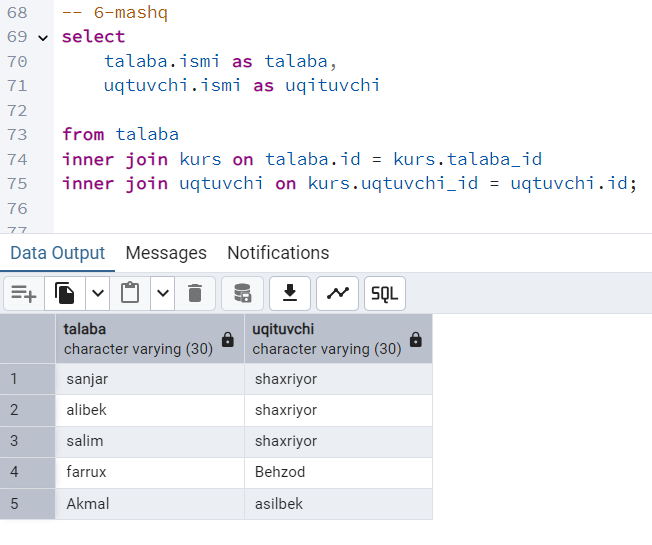 68 -- 6-mashq
69 select
70 talaba.ismi as talaba,
71 uqtuvchi.ismi as uqituvchi
72
73 from talaba
74 inner join kurs on talaba.id = kurs.talaba_id
75 inner join uqtuvchi on kurs.uqtuvchi_id = uqtuvchi.id;
76
77
Data Output Messages Notifications
SQL
talaba uqituvchi
character varying (30) character varying (30)
1 sanjar shaxriyor
2 alibek shaxriyor
3 salim shaxriyor
4 farrux Behzod
5 Akmal asilbek